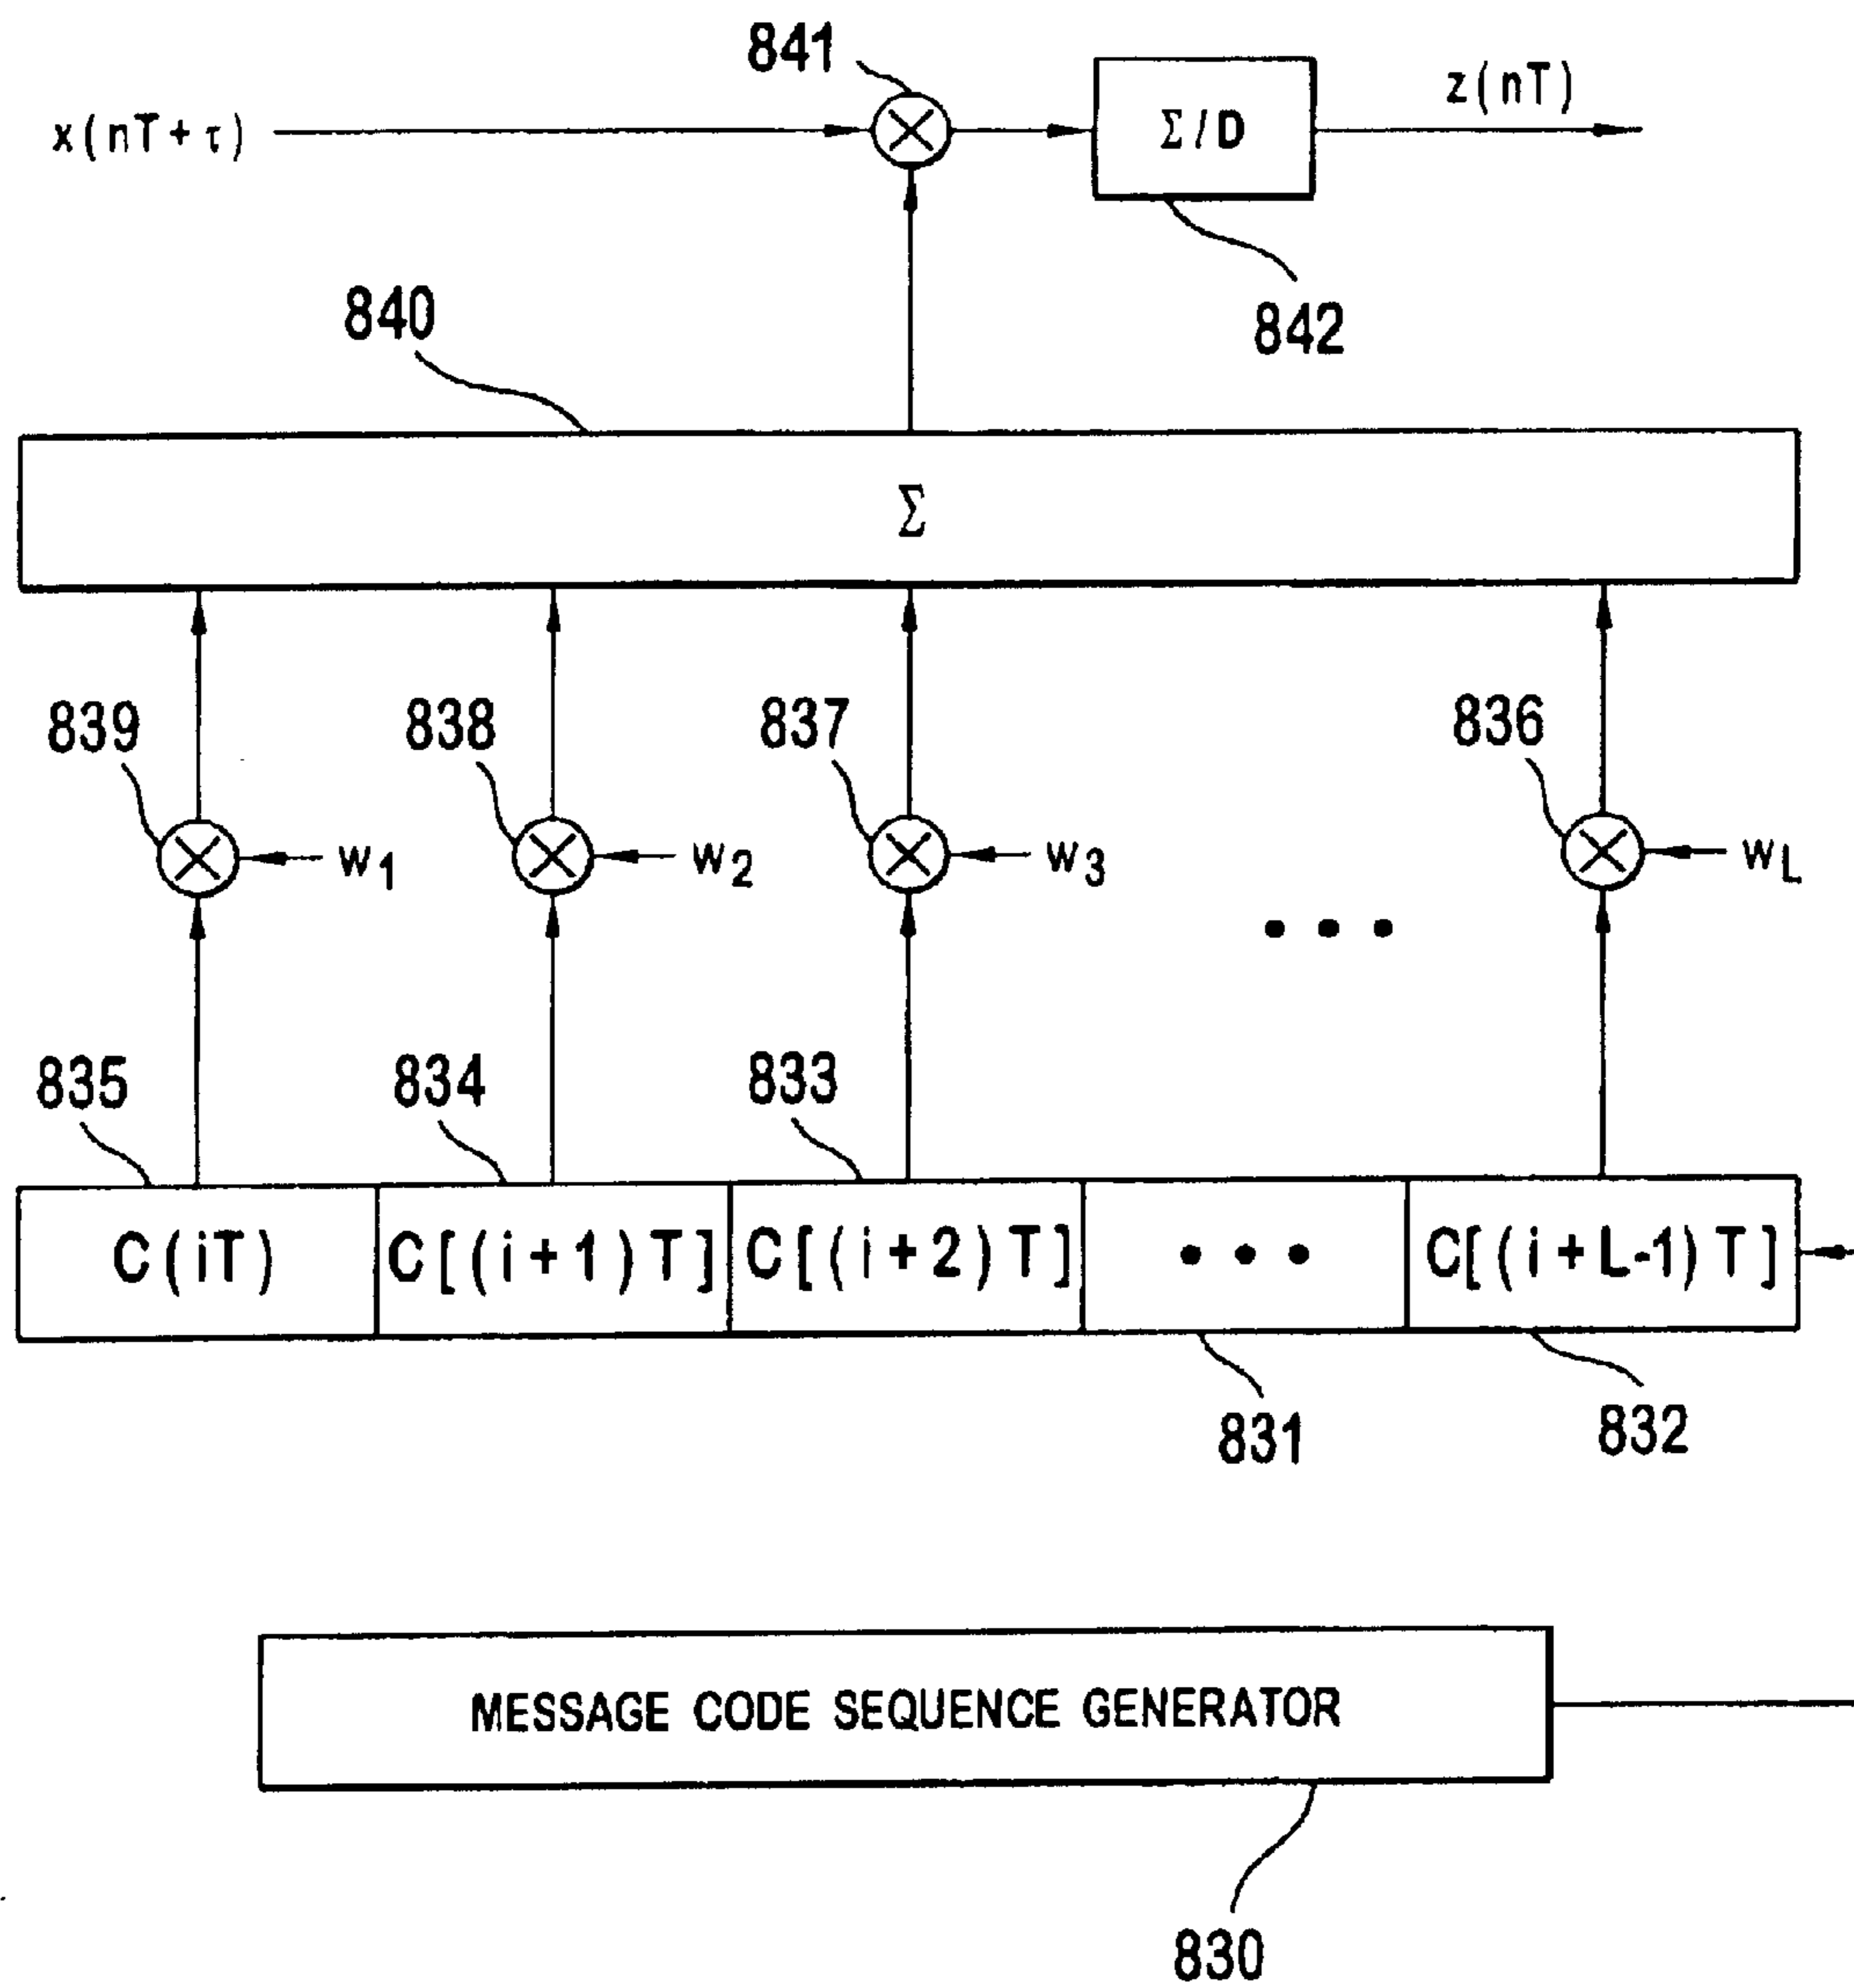 841
x(nT+τ)
Σ/D
z(nT)
840
842
Σ
839
838
837
836
w1
w2
w3
wL
• • •
835
834
833
C(iT)
C[(i+1)T]
C[(i+2)T]
• • •
C[(i+L-1)T]
831
832
MESSAGE CODE SEQUENCE GENERATOR
830